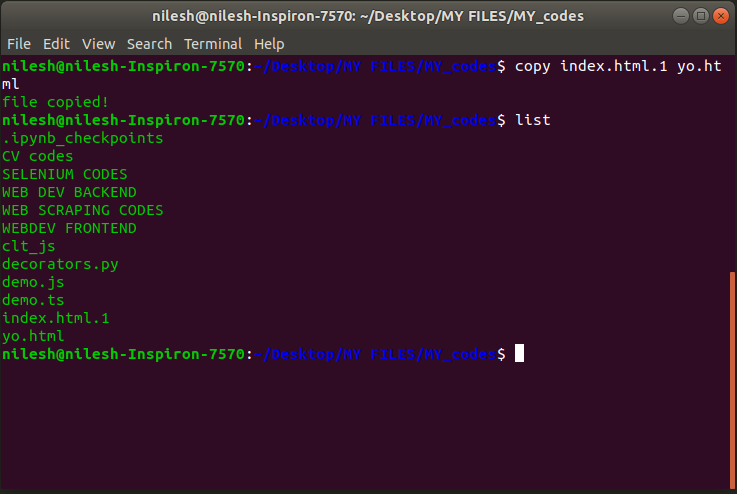 nilesh@nilesh-Inspiron-7570: ~/Desktop/MY FILES/MY_codes
File Edit View Search Terminal Help
nilesh@nilesh-Inspiron-7570:~/Desktop/MY FILES/MY_codes$ copy index.html.1 yo.ht
ml
file copied!
nilesh@nilesh-Inspiron-7570:~/Desktop/MY FILES/MY_codes$ list
.ipynb_checkpoints
CV codes
SELENIUM CODES
WEB DEV BACKEND
WEB SCRAPING CODES
WEBDEV FRONTEND
clt_js
decorators.py
demo.js
demo.ts
index.html.1
yo.html
nilesh@nilesh-Inspiron-7570:~/Desktop/MY FILES/MY_codes$